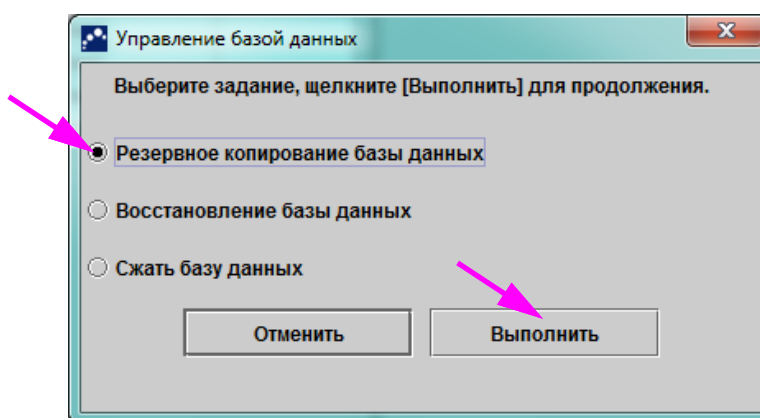 Управление базой данных
Выберите задание, щелкните [Выполнить] для продолжения.
Резервное копирование базы данных
Восстановление базы данных
Сжать базу данных
Отменить Выполнить